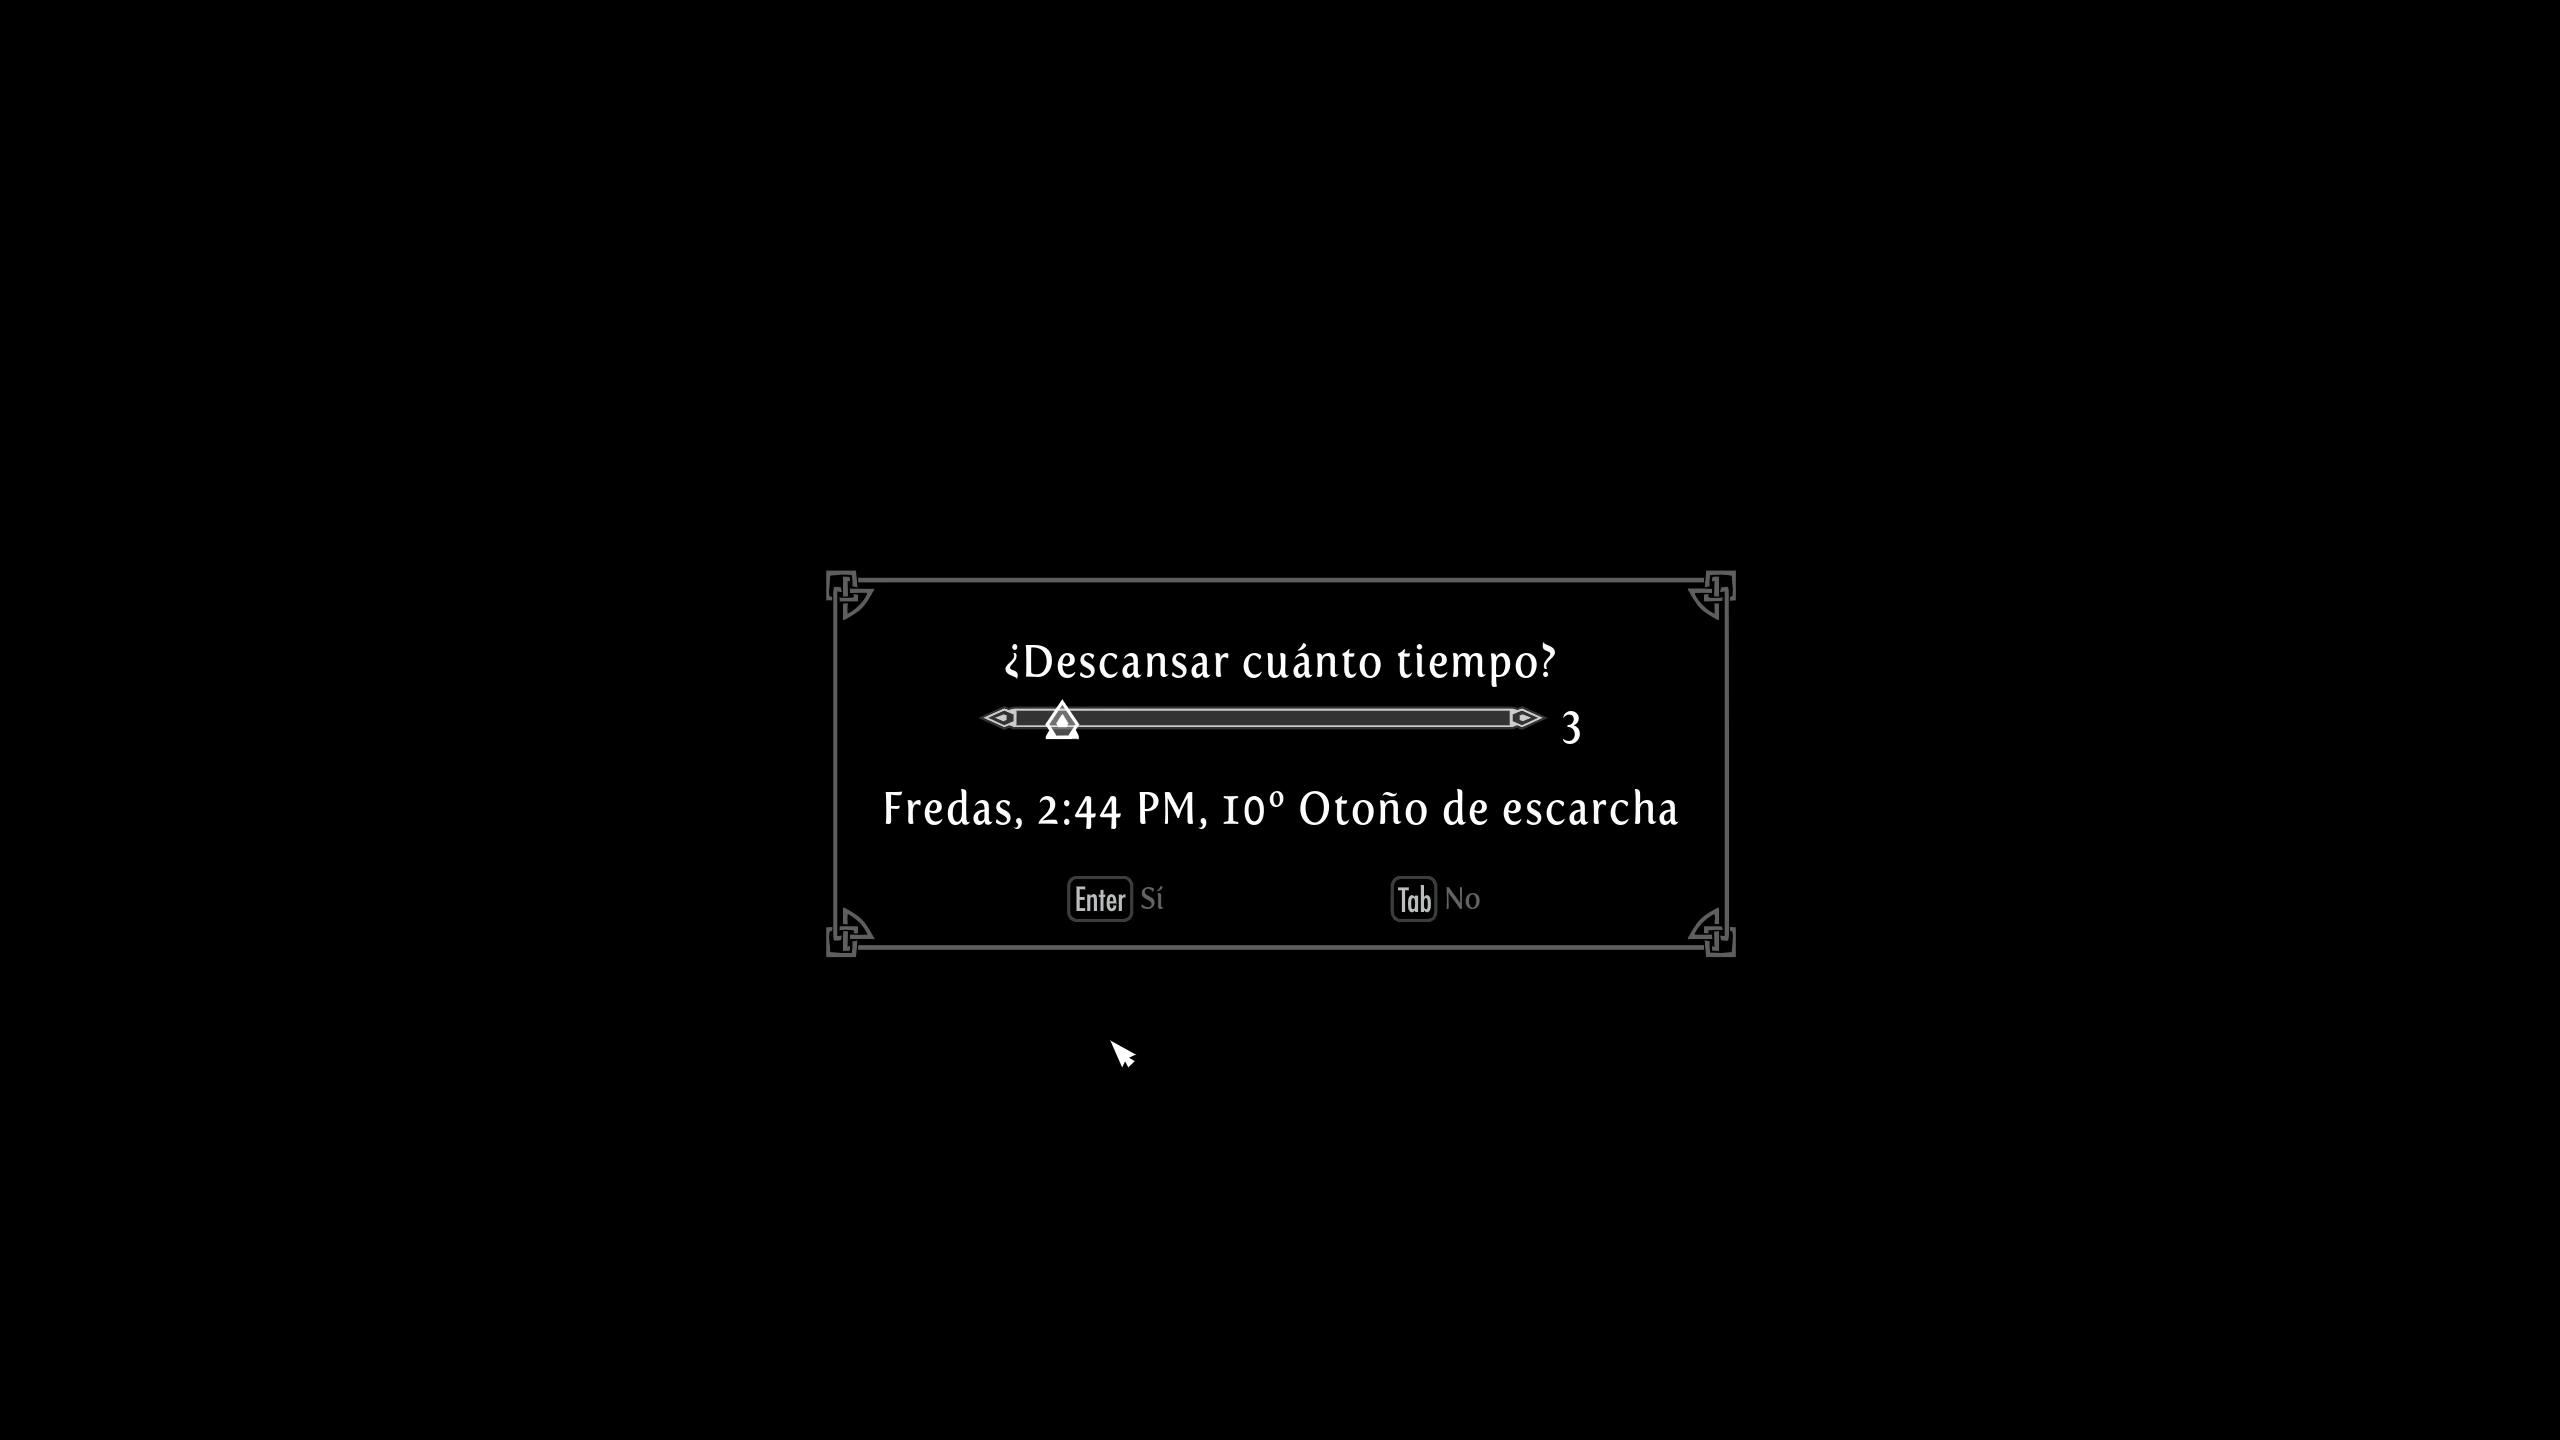 ¿Descansar cuánto tiempo?
3
Fredas, 2:44 PM, 10º Otoño de escarcha
Enter Sí
Tab No